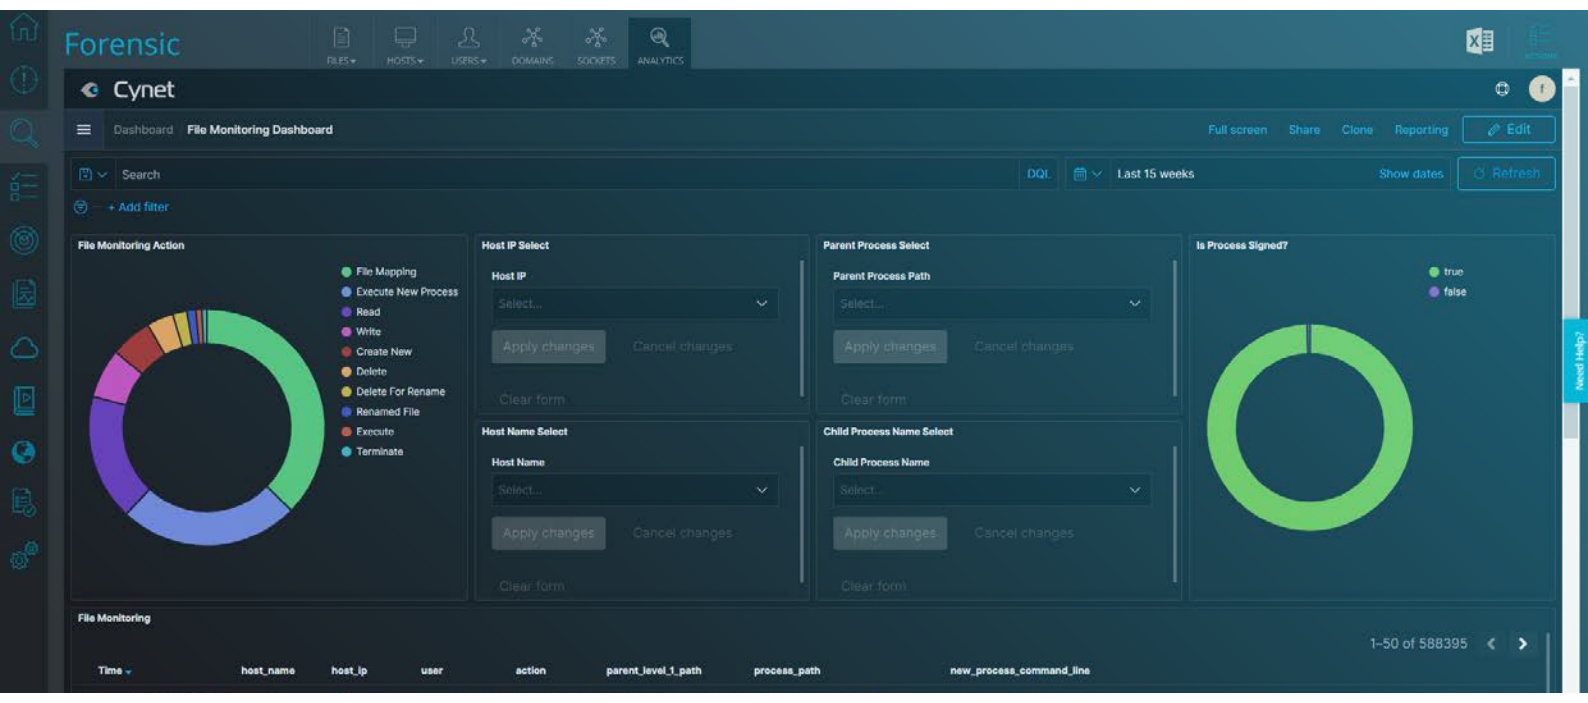 Forensic
FILES
HOSTS
USERS
DOMAINS
SOCKETS
ANALYTICS
Cynet
f
Dashboard File Monitoring Dashboard
Full screen Share Clone Reporting Edit
Search DQL Last 15 weeks Show dates Refresh
+ Add filter
File Monitoring Action
File Mapping
Execute New Process
Read
Write
Create New
Delete
Delete For Rename
Renamed File
Execute
Terminate
Host IP Select
Host IP
Select...
Apply changes Cancel changes
Clear form
Host Name Select
Host Name
Select...
Apply changes Cancel changes
Clear form
Parent Process Select
Parent Process Path
Select...
Apply changes Cancel changes
Clear form
Child Process Name Select
Child Process Name
Select...
Apply changes Cancel changes
Clear form
Is Process Signed?
true
false
Need Help?
File Monitoring
1–50 of 588395
Time host_name host_ip user action parent_level_1_path process_path new_process_command_line